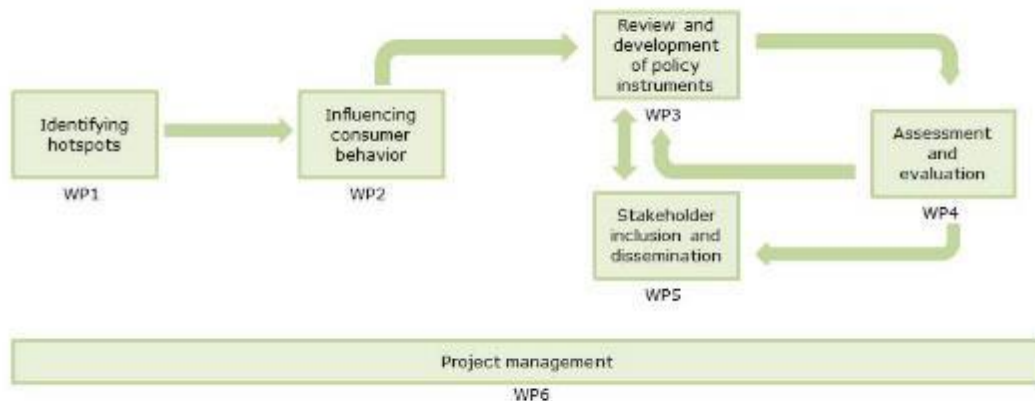 Identifying
hotspots
WP1
Influencing
consumer
behavior
WP2
Review and
development
of policy
instruments
WP3
Assessment
and
evaluation
WP4
Stakeholder
inclusion and
dissemination
WP5
Project management
WP6